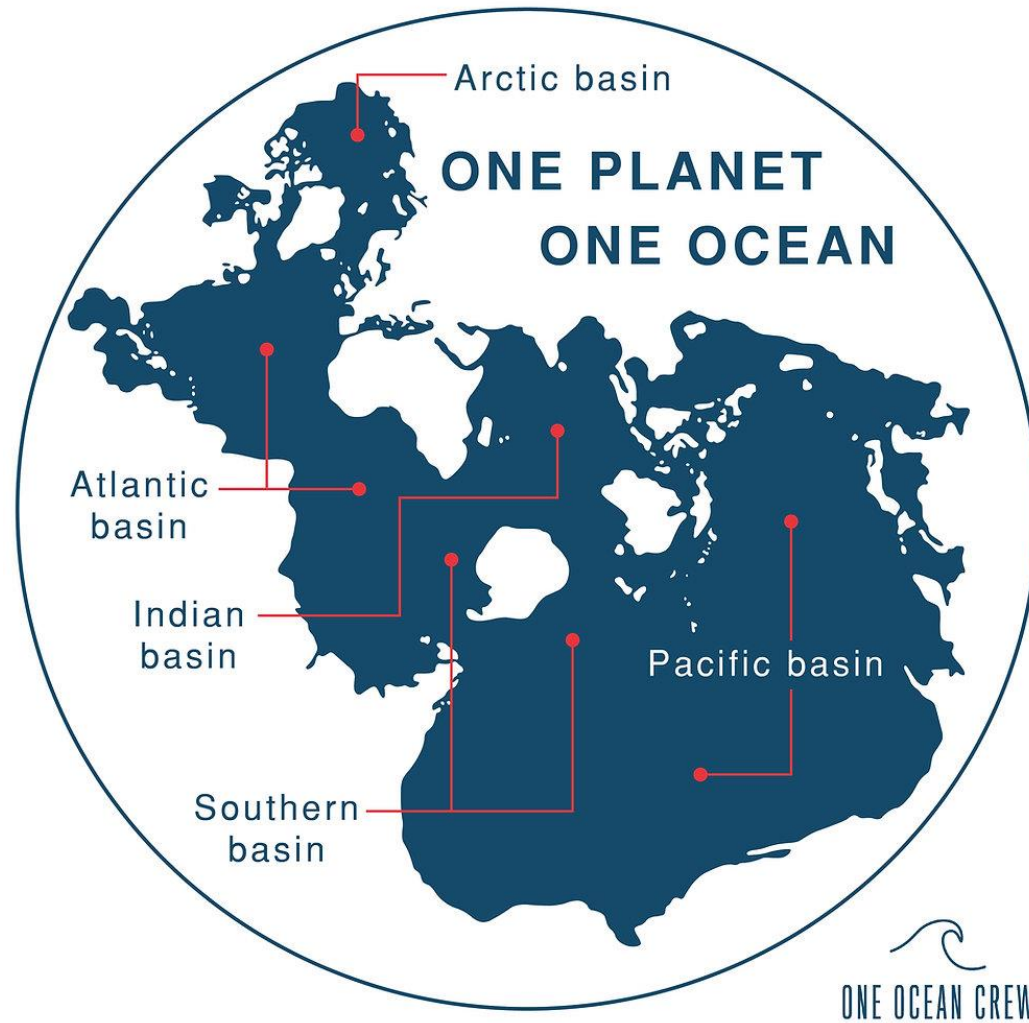 Arctic basin
ONE PLANET
ONE OCEAN
Atlantic
basin
Indian
basin
Pacific basin
Southern
basin
ONE OCEAN CREW